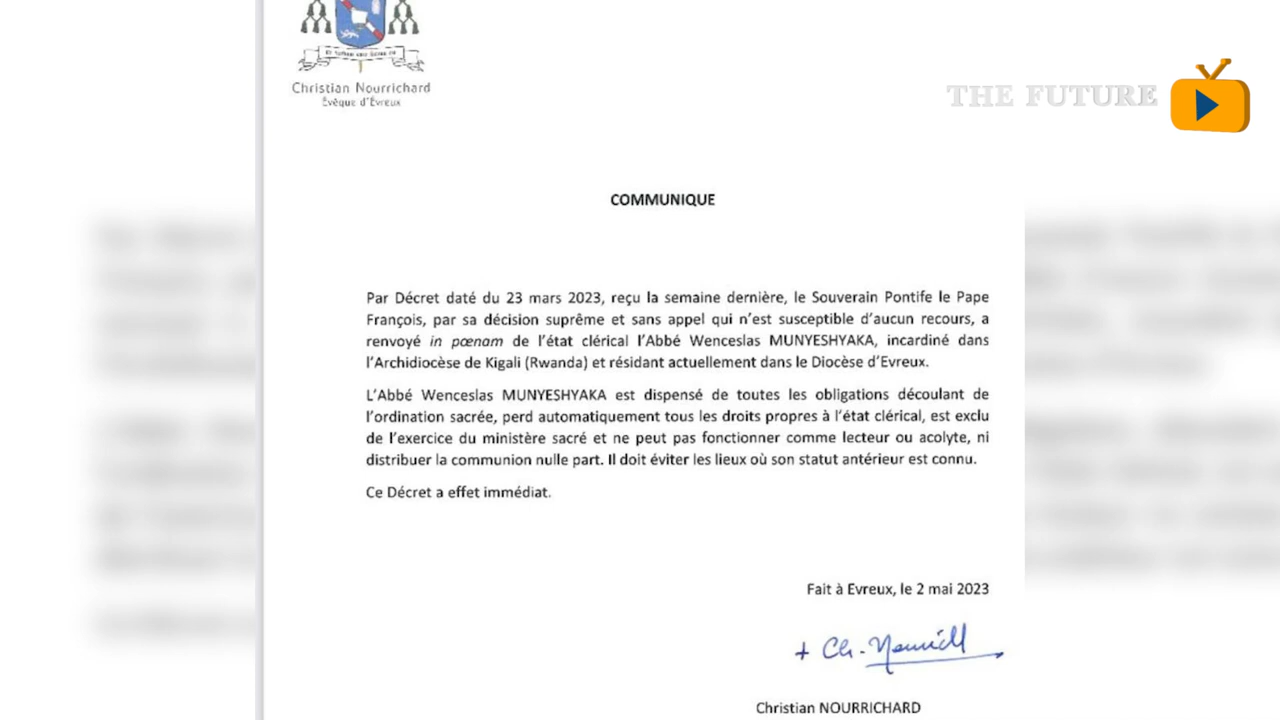 Christian Nourrichard
Évêque d'Évreux
THE FUTURE
COMMUNIQUE
Par Décret daté du 23 mars 2023, reçu la semaine dernière, le Souverain Pontife le Pape
François, par sa décision suprême et sans appel qui n'est susceptible d'aucun recours, a
renvoyé in pœnam de l'état clérical l'Abbé Wenceslas MUNYESHYAKA, incardiné dans
l'Archidiocèse de Kigali (Rwanda) et résidant actuellement dans le Diocèse d'Evreux.
L'Abbé Wenceslas MUNYESHYAKA est dispensé de toutes les obligations découlant de
l'ordination sacrée, perd automatiquement tous les droits propres à l'état clérical, est exclu
de l'exercice du ministère sacré et ne peut pas fonctionner comme lecteur ou acolyte, ni
distribuer la communion nulle part. Il doit éviter les lieux où son statut antérieur est connu.
Ce Décret a effet immédiat.
Fait à Evreux, le 2 mai 2023
+ Ch.
Christian NOURRICHARD